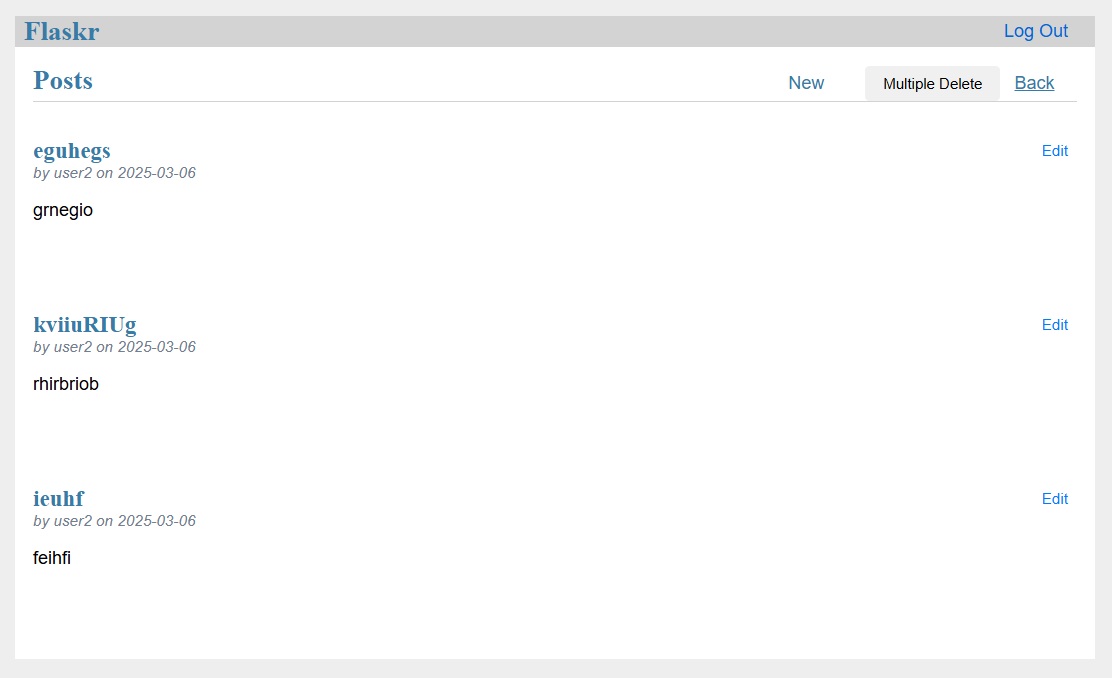 Flaskr Log Out
Posts New Multiple Delete Back
eguhegs Edit
by user2 on 2025-03-06
grnegio
kviiuRIUg Edit
by user2 on 2025-03-06
rhirbriob
ieuhf Edit
by user2 on 2025-03-06
feihfi